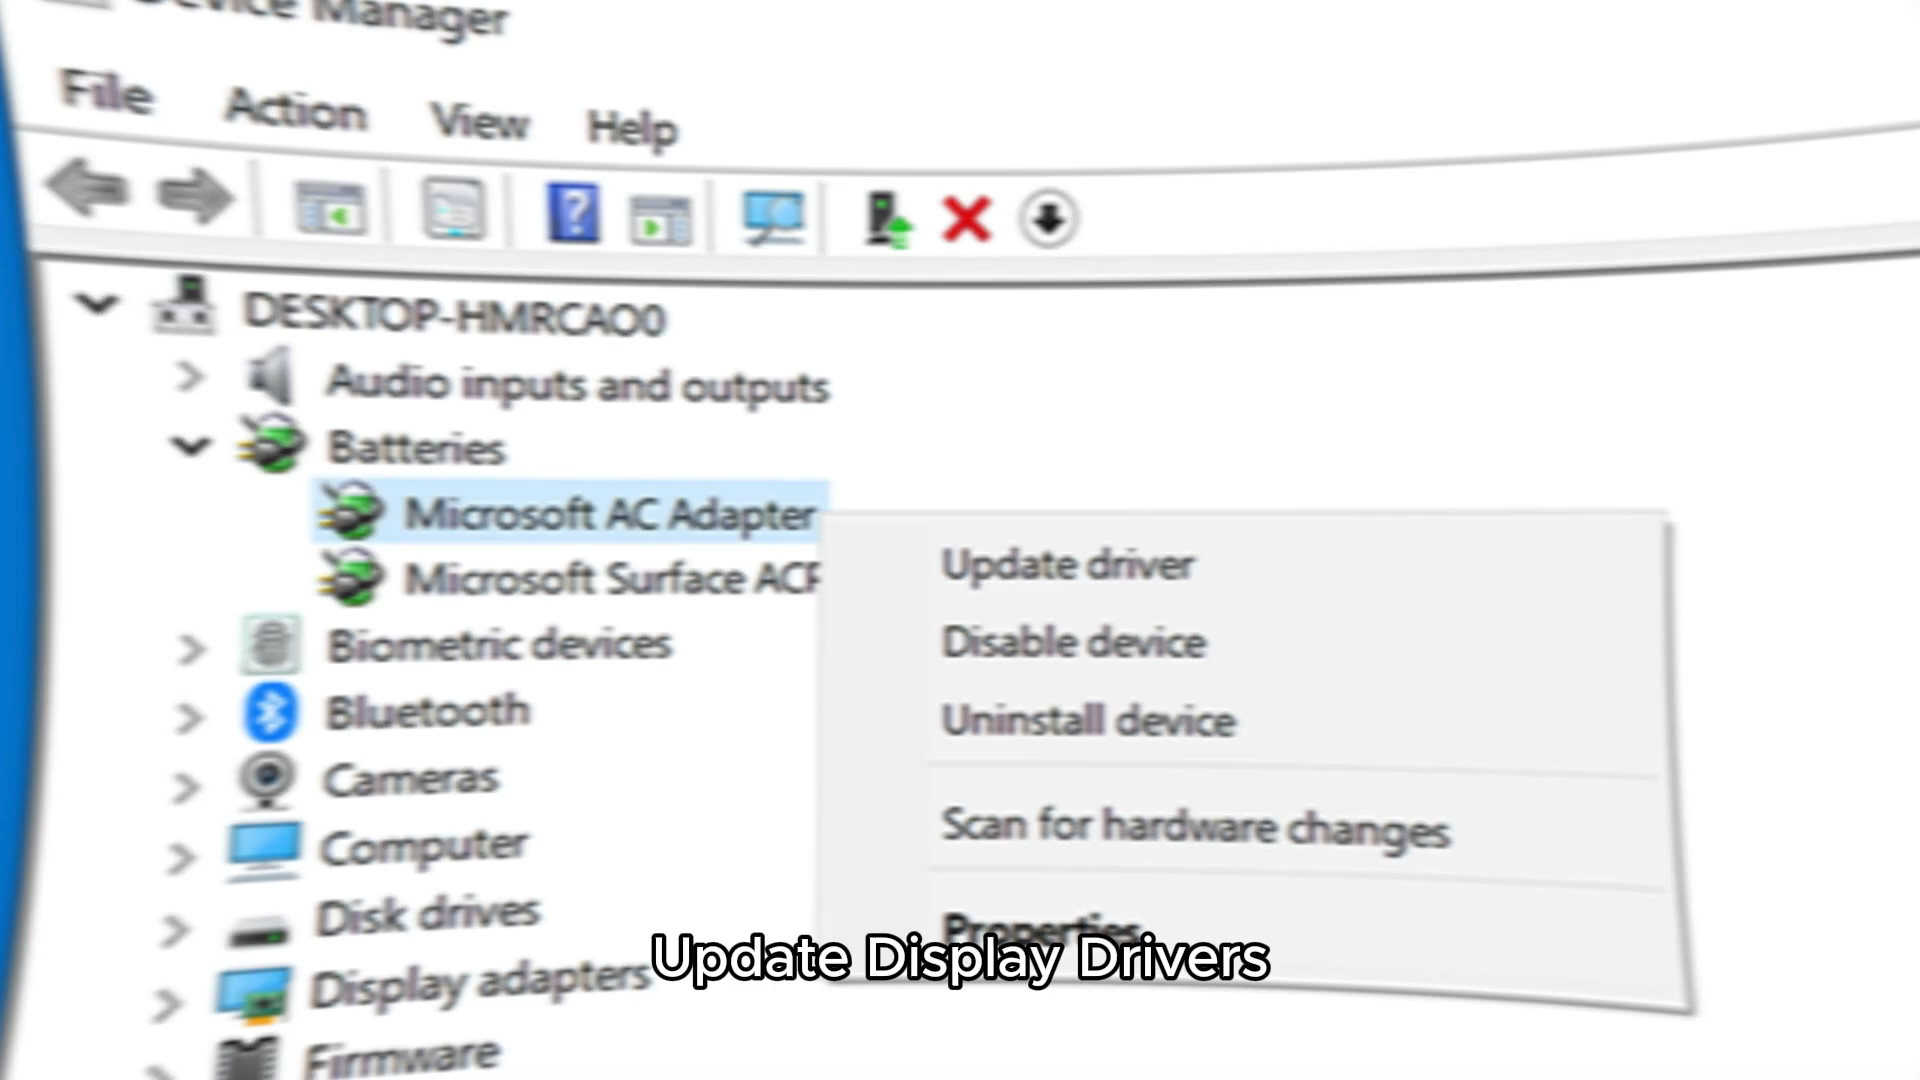 Device Manager
File Action View Help
DESKTOP-HMRCAO0
Audio inputs and outputs
Batteries
Microsoft AC Adapter
Microsoft Surface ACP
Update driver
Disable device
Uninstall device
Scan for hardware changes
Properties
Biometric devices
Bluetooth
Cameras
Computer
Disk drives
Display adapters
Firmware
Update Display Drivers